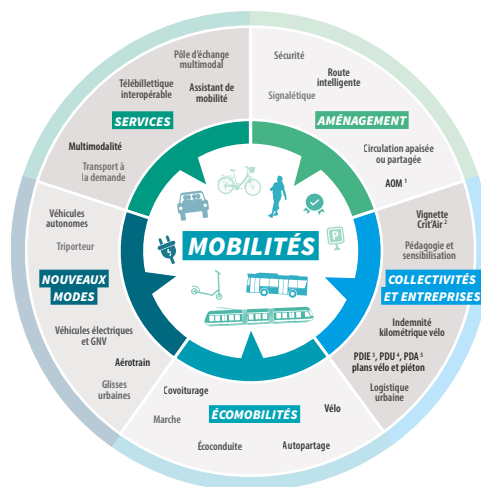 Pôle d'échange
multimodal
Télébillettique
interopérable
Assistant de
mobilité
SERVICES
Multimodalité
Transport à
la demande
Sécurité
Route
intelligente
Signalétique
AMÉNAGEMENT
Circulation apaisée
ou partagée
AOM 1
Véhicules
autonomes
Triporteur
NOUVEAUX
MODES
Véhicules électriques
et GNV
Aérotrain
Glisses
urbaines
MOBILITÉS
P
Vignette
Crit'Air 2
Pédagogie et
sensibilisation
COLLECTIVITÉS
ET ENTREPRISES
Indemnité
kilométrique vélo
PDIE 3, PDU 4, PDA 5
plans vélo et piéton
Logistique
urbaine
Covoiturage
Marche
ÉCOMOBILITÉS
Vélo
Écoconduite
Autopartage